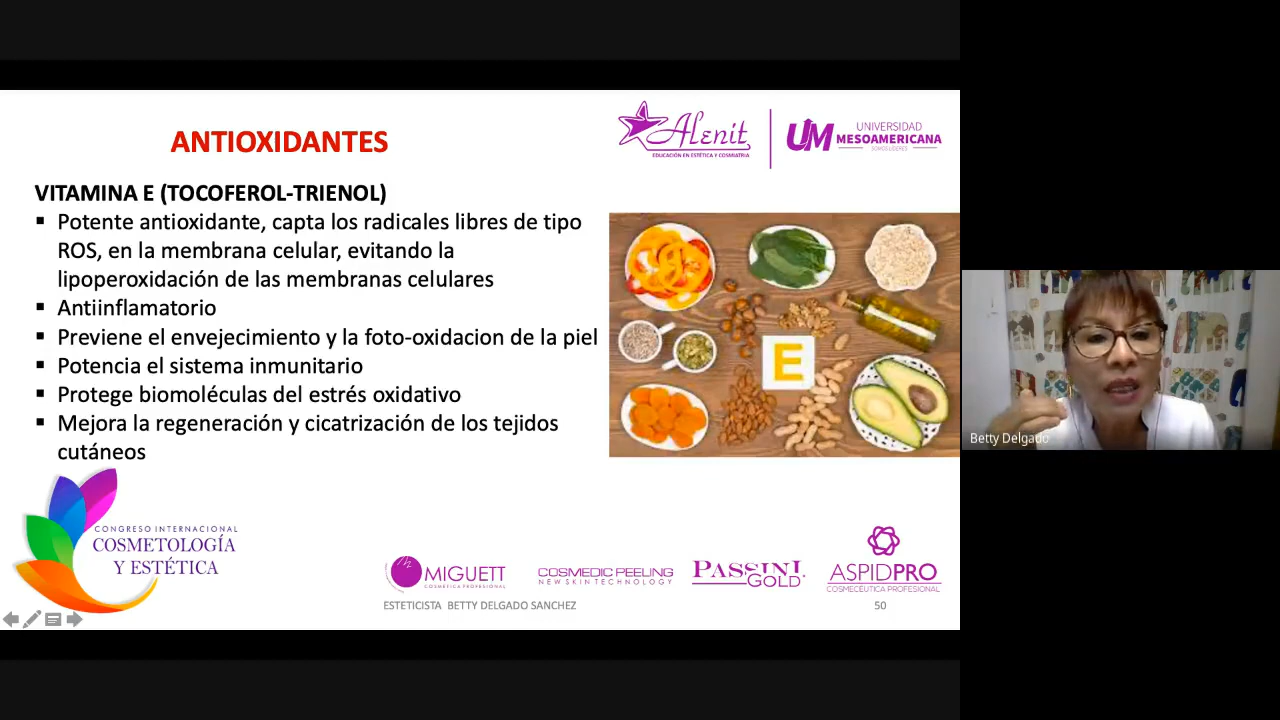 ANTIOXIDANTES
Alenit
EDUCACIÓN EN ESTÉTICA Y COSMIATRIA
UM
UNIVERSIDAD
MESOAMERICANA
SOMOS LÍDERES
VITAMINA E (TOCOFEROL-TRIENOL)
▪ Potente antioxidante, capta los radicales libres de tipo
ROS, en la membrana celular, evitando la
lipoperoxidación de las membranas celulares
▪ Antiinflamatorio
▪ Previene el envejecimiento y la foto-oxidacion de la piel
▪ Potencia el sistema inmunitario
▪ Protege biomoléculas del estrés oxidativo
▪ Mejora la regeneración y cicatrización de los tejidos
cutáneos
E
Betty Delgado
CONGRESO INTERNACIONAL
COSMETOLOGÍA
Y ESTÉTICA
m
MIGUETT
COSMÉTICA PROFESIONAL
COSMEDIC PEELING
NEW SKIN TECHNOLOGY
PASSINI
GOLD
ASPIDPRO
COSMECÉUTICA PROFESIONAL
ESTETICISTA BETTY DELGADO SANCHEZ
50